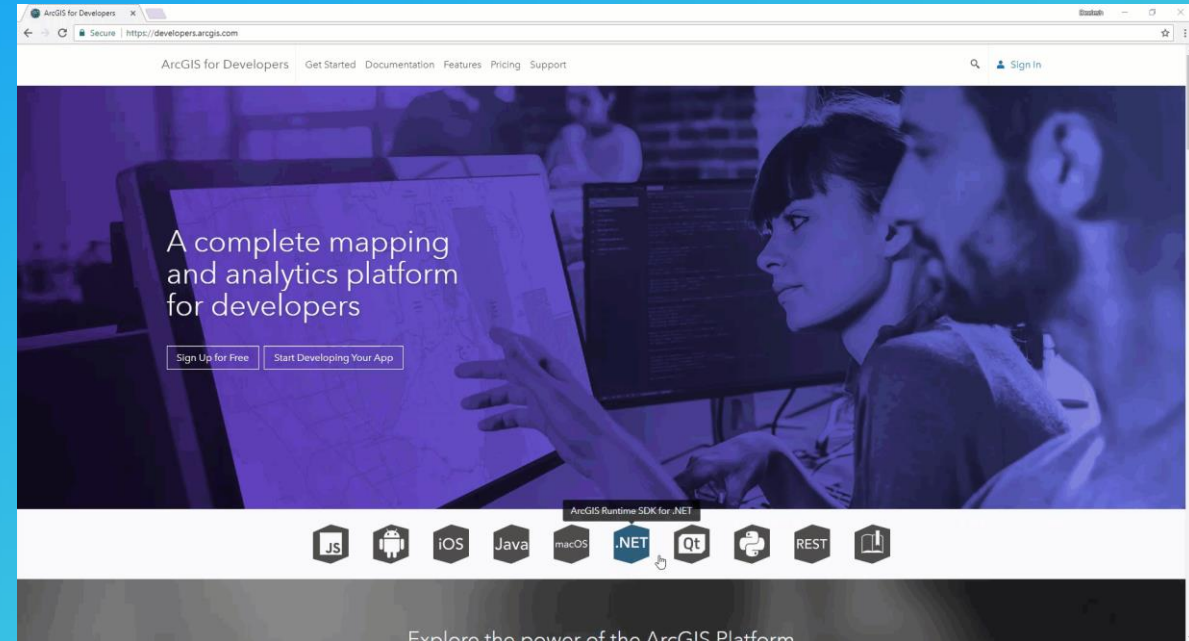 ArcGIS for Developers
Secure | https://developers.arcgis.com
ArcGIS for Developers Get Started Documentation Features Pricing Support Sign In
A complete mapping
and analytics platform
for developers
Sign Up for Free Start Developing Your App
ArcGIS Runtime SDK for .NET
JS iOS Java macOS .NET Qt REST
Explore the power of the ArcGIS Platform